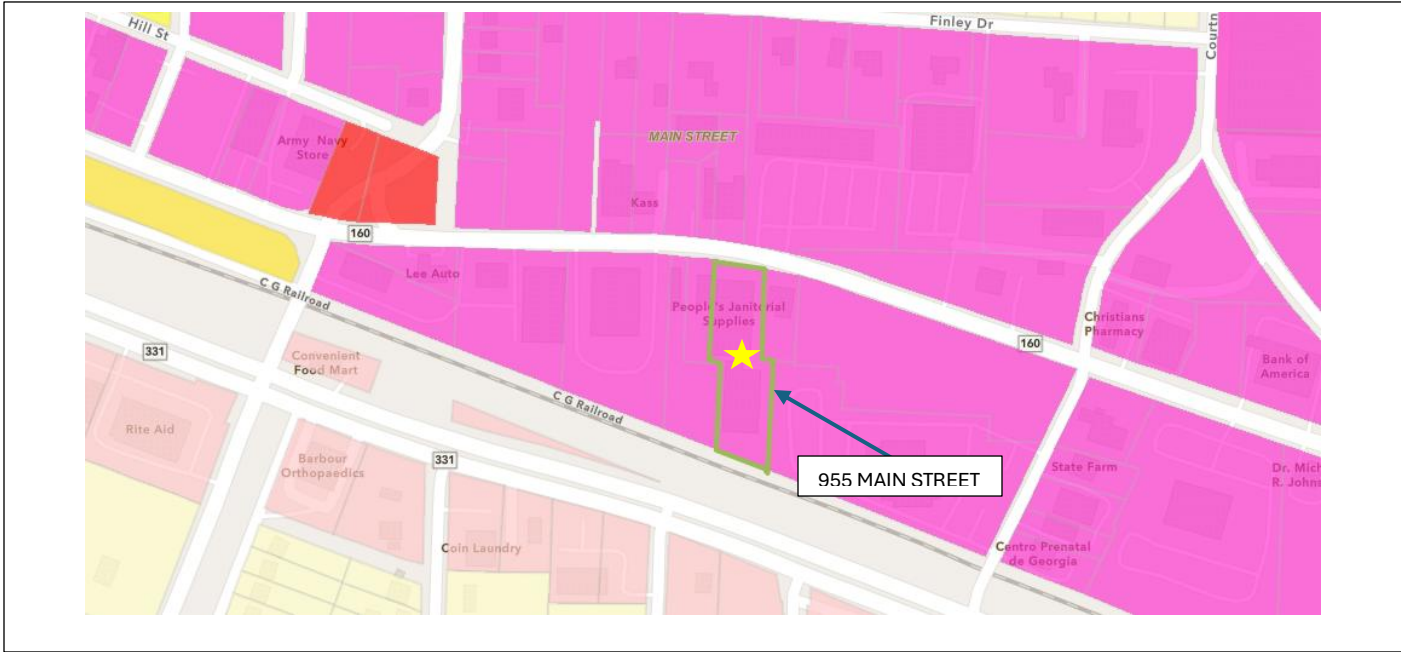 Hill St
Finley Dr
Courtn
Army Navy
Store
MAIN STREET
Kass
160
Lee Auto
C G Railroad
People's Janitorial
Supplies
Christians
Pharmacy
160
331
Convenient
Food Mart
Bank of
America
C G Railroad
Rite Aid
Barbour
Orthopaedics
331
955 MAIN STREET
State Farm
Dr. Mich
R. Johns
Coin Laundry
Centro Prenatal
de Georgia